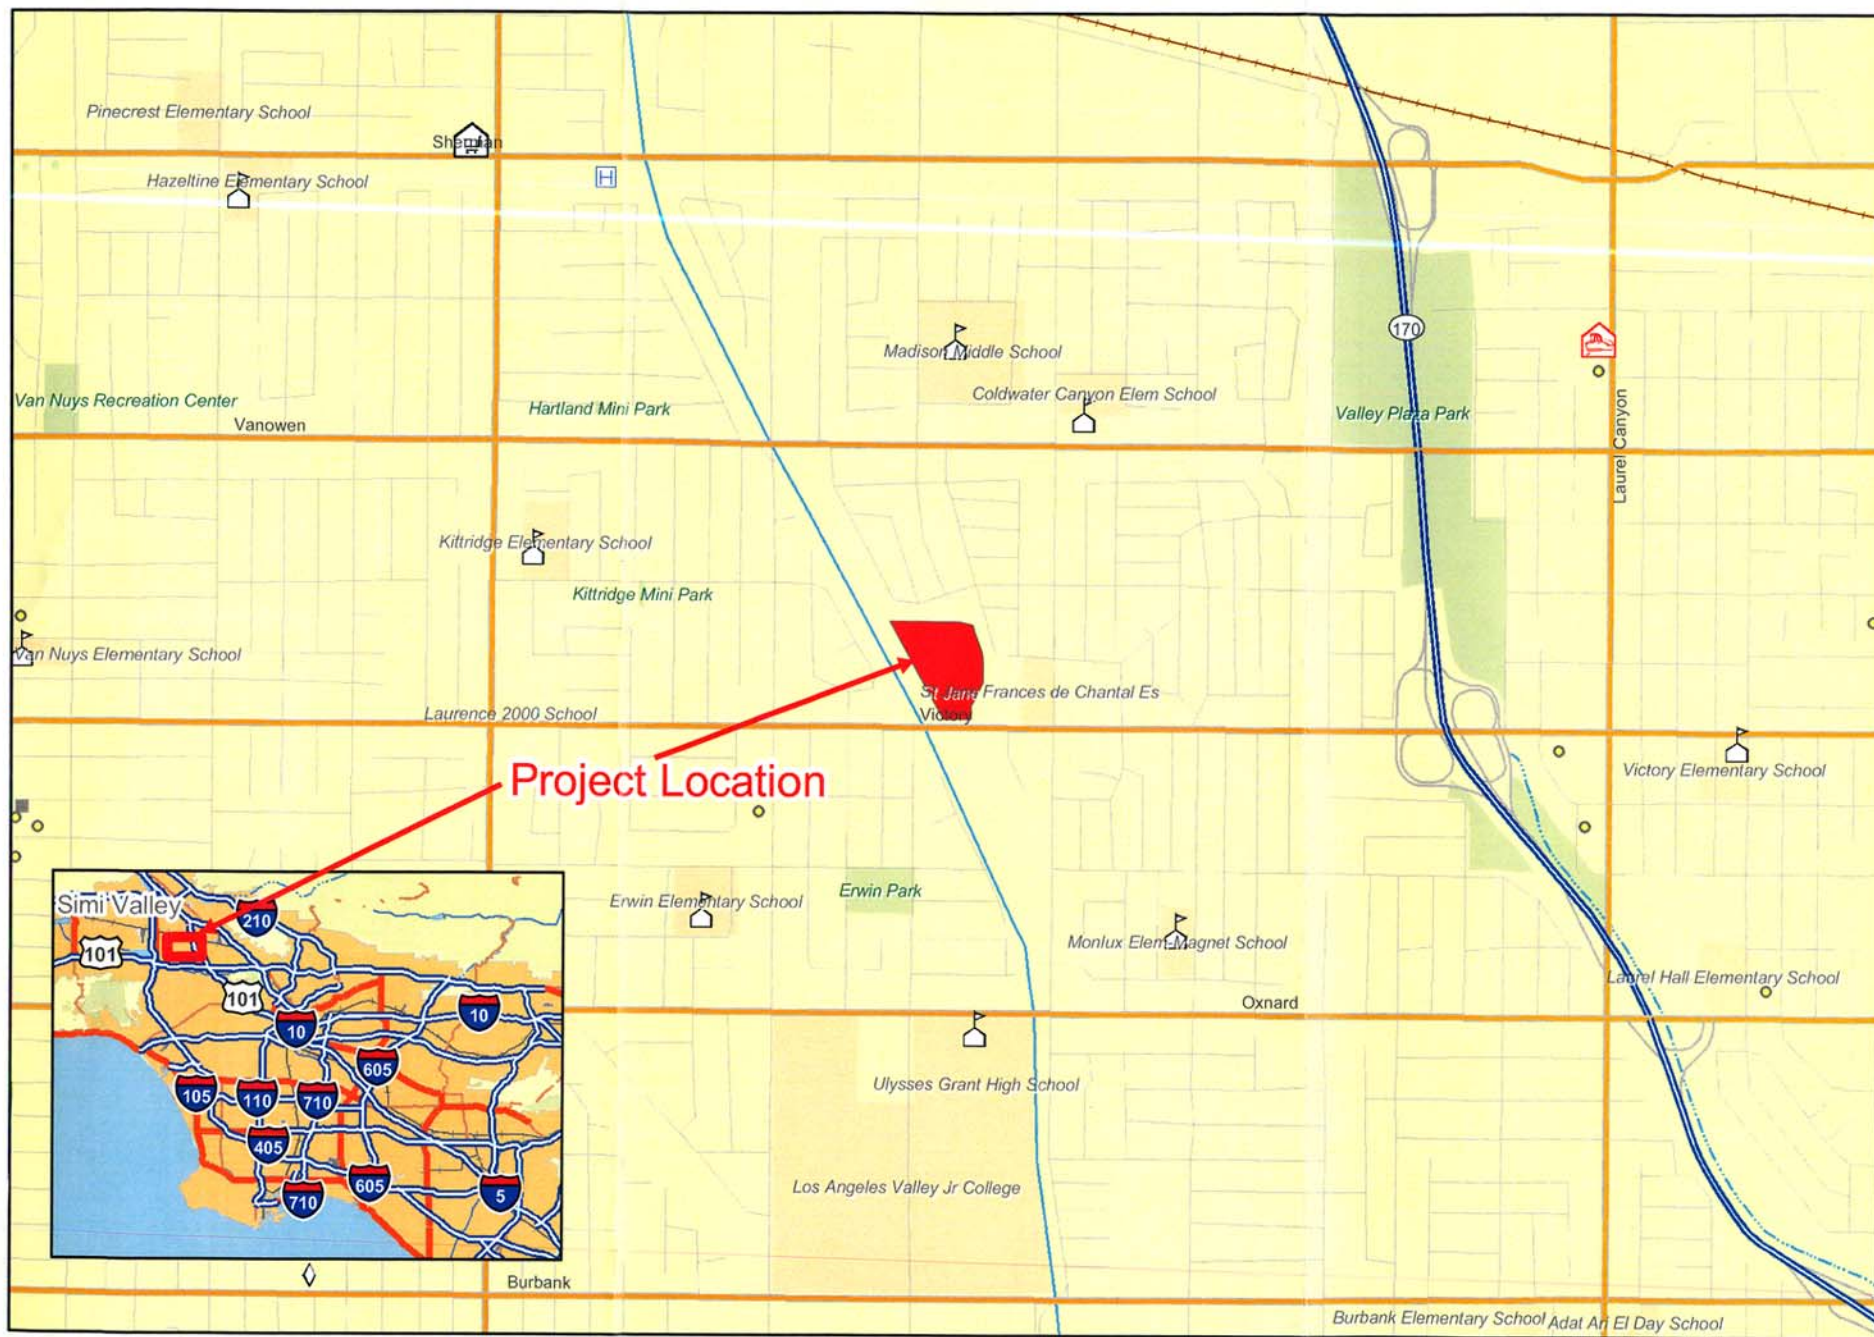 Pinecrest Elementary School
Sherman
Hazeltine Elementary School
H
170
Madison Middle School
Coldwater Canyon Elem School
Van Nuys Recreation Center
Hartland Mini Park
Valley Plaza Park
Vanowen
Laurel Canyon
Kittridge Elementary School
Kittridge Mini Park
Van Nuys Elementary School
St Jane Frances de Chantal Es
Laurence 2000 School
Victory
Project Location
Victory Elementary School
Erwin Elementary School
Erwin Park
Monlux Elem-Magnet School
Laurel Hall Elementary School
Oxnard
Ulysses Grant High School
Los Angeles Valley Jr College
Simi Valley
210
101
101
10
10
605
105
110
710
405
605
710
5
Burbank
Burbank Elementary School
Adat Ari El Day School